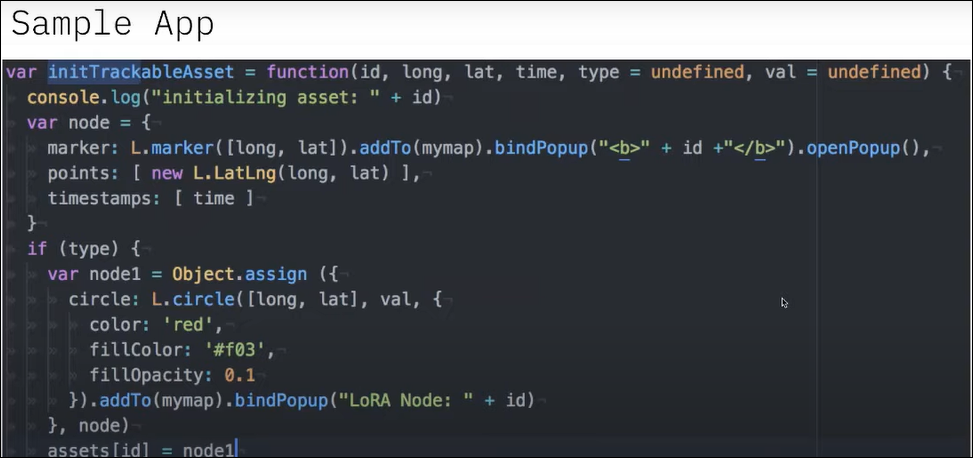 Sample App
var initTrackableAsset = function(id, long, lat, time, type = undefined, val = undefined) {
console.log("initializing asset: " + id)
var node = {
marker: L.marker([long, lat]).addTo(mymap).bindPopup("<b>" + id +"</b>").openPopup(),
points: [ new L.LatLng(long, lat) ],
timestamps: [ time ]
}
if (type) {
var node1 = Object.assign ({
circle: L.circle([long, lat], val, {
color: 'red',
fillColor: '#f03',
fillOpacity: 0.1
}).addTo(mymap).bindPopup("LoRA Node: " + id)
}, node)
assets[id] = node1